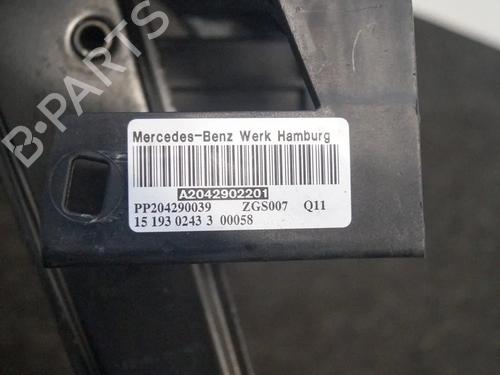 B-PARTS
Mercedes-Benz Werk Hamburg
A2042902201
PP204290039 ZGS007 Q11
15 193 0243 3 00058